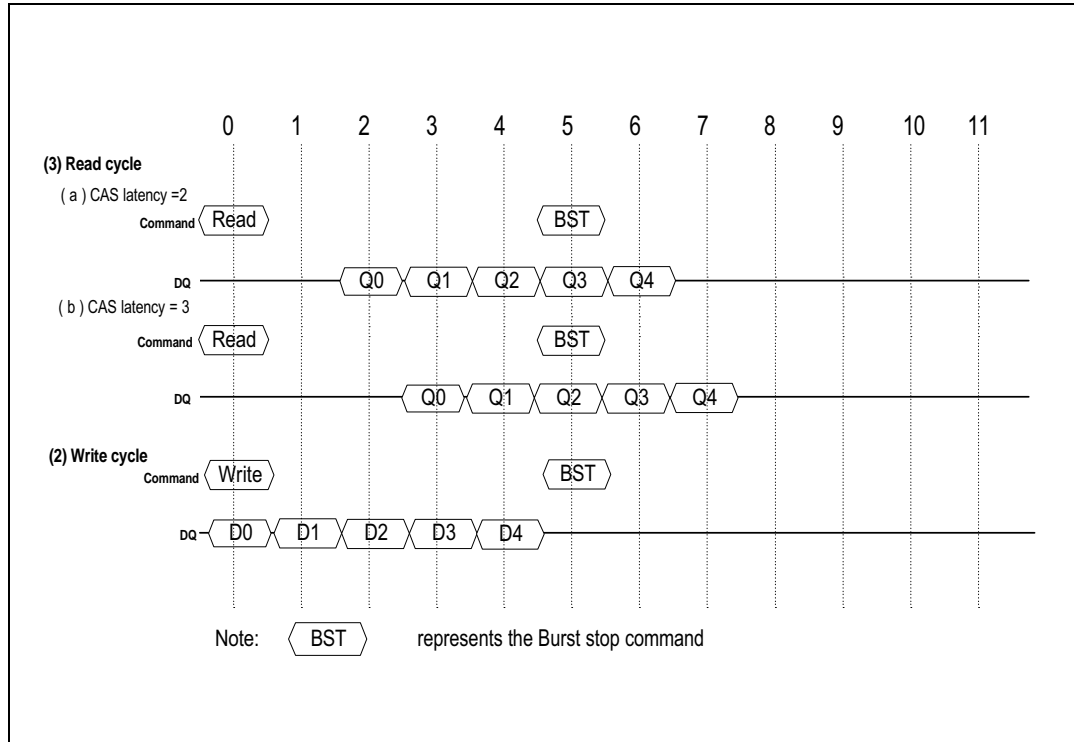 0 1 2 3 4 5 6 7 8 9 10 11
(3) Read cycle
( a ) CAS latency =2
Command Read BST
DQ Q0 Q1 Q2 Q3 Q4
( b ) CAS latency = 3
Command Read BST
DQ Q0 Q1 Q2 Q3 Q4
(2) Write cycle
Command Write BST
DQ D0 D1 D2 D3 D4
Note: BST represents the Burst stop command